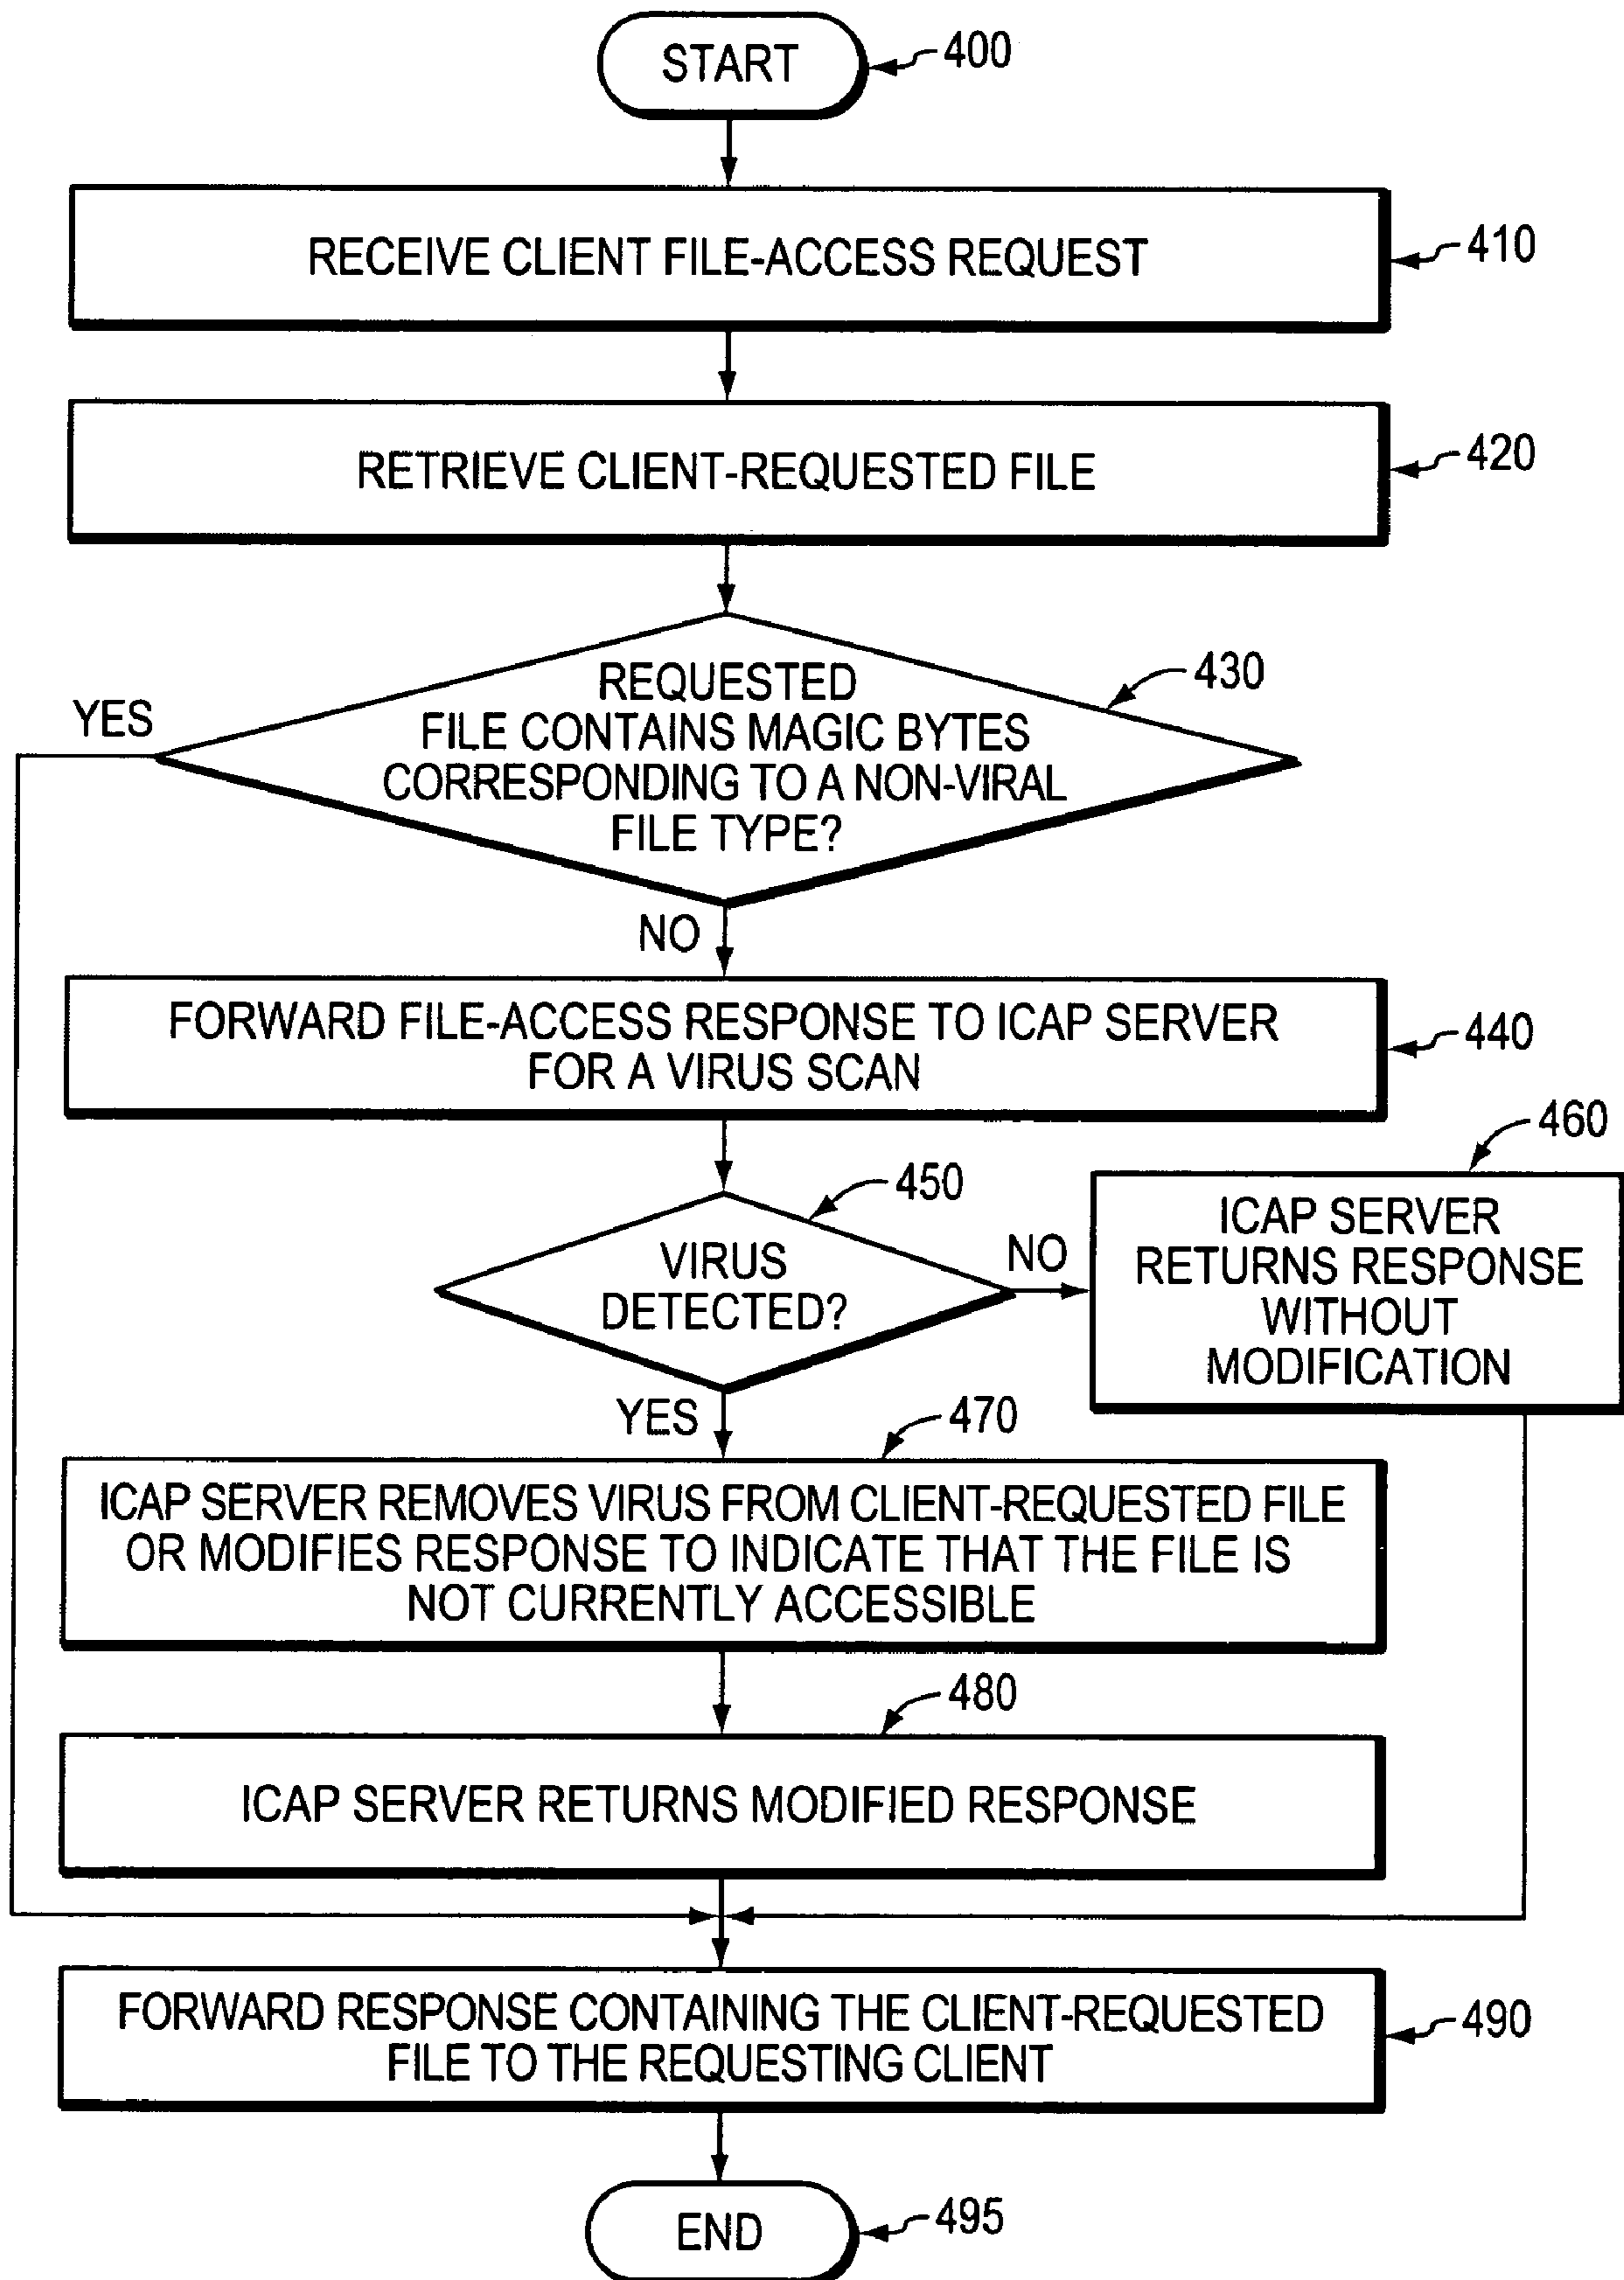 START
400
RECEIVE CLIENT FILE-ACCESS REQUEST
410
RETRIEVE CLIENT-REQUESTED FILE
420
REQUESTED
FILE CONTAINS MAGIC BYTES
CORRESPONDING TO A NON-VIRAL
FILE TYPE?
430
YES
NO
FORWARD FILE-ACCESS RESPONSE TO ICAP SERVER
FOR A VIRUS SCAN
440
VIRUS
DETECTED?
450
NO
460
ICAP SERVER
RETURNS RESPONSE
WITHOUT
MODIFICATION
YES
470
ICAP SERVER REMOVES VIRUS FROM CLIENT-REQUESTED FILE
OR MODIFIES RESPONSE TO INDICATE THAT THE FILE IS
NOT CURRENTLY ACCESSIBLE
480
ICAP SERVER RETURNS MODIFIED RESPONSE
FORWARD RESPONSE CONTAINING THE CLIENT-REQUESTED
FILE TO THE REQUESTING CLIENT
490
END
495